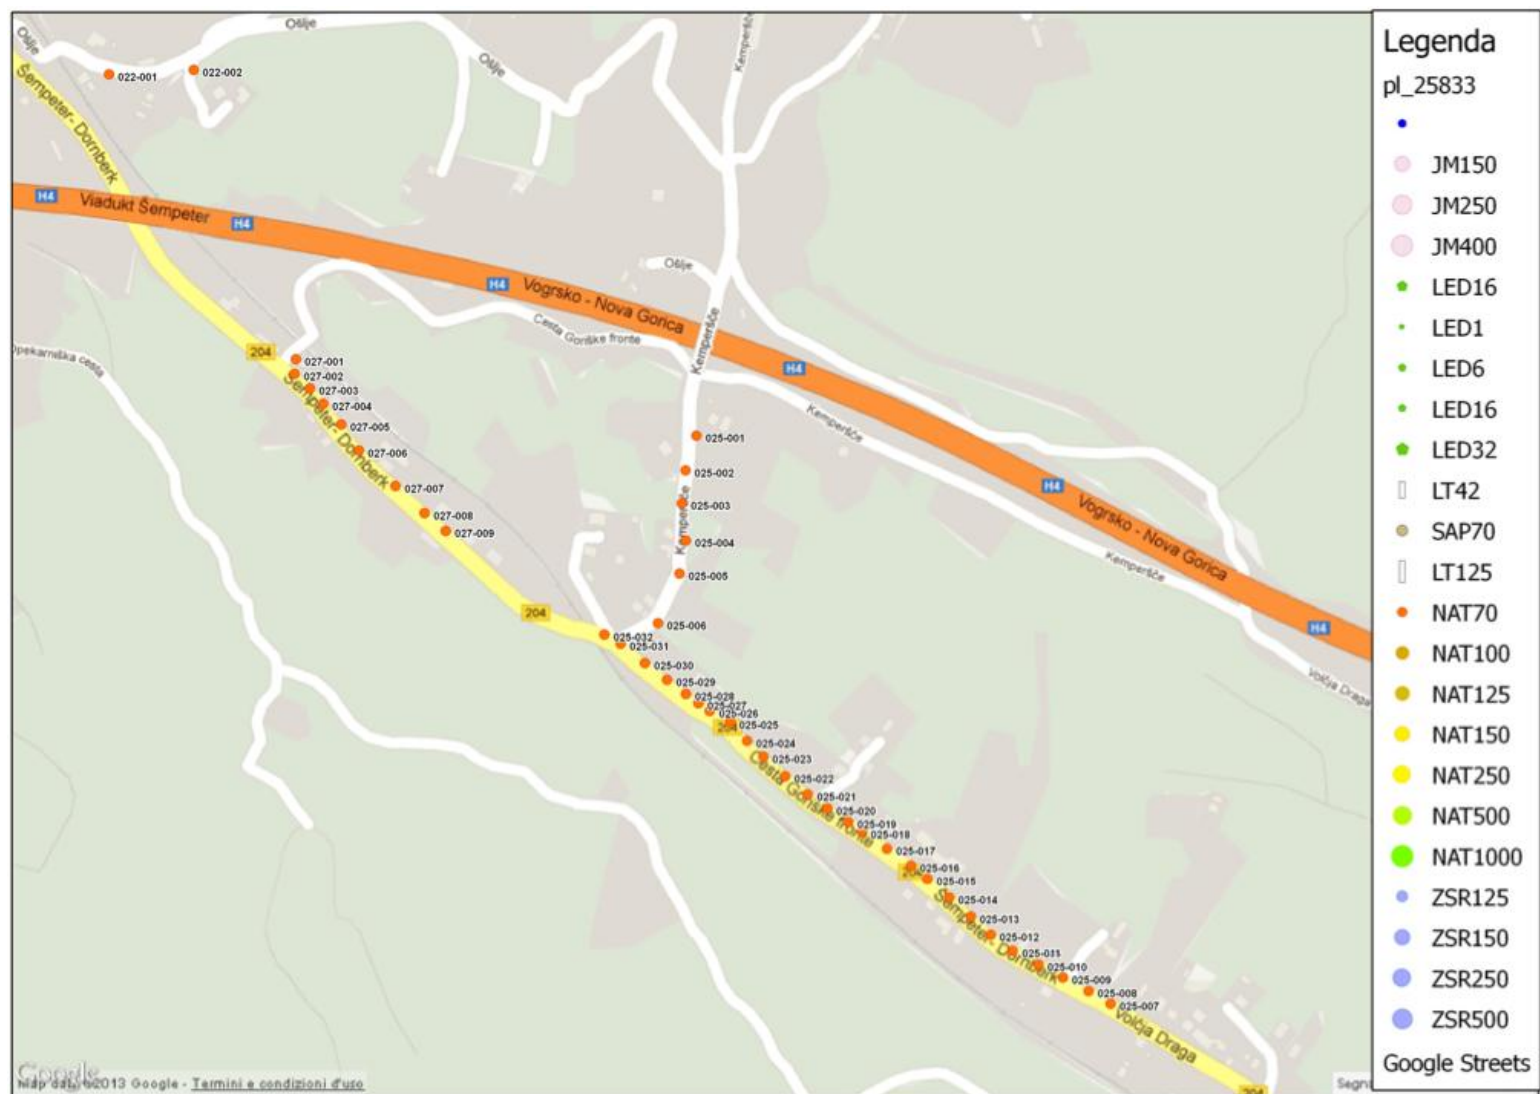 Ošlje
Ošlje
Ošlje
Kemperšče
022-001
022-002
Šempeter - Dornberk
H4
Viadukt Šempeter
H4
H4
Vogrsko - Nova Gorica
Ošlje
Kemperšče
Cesta Goriške fronte
H4
204
Opekarniška cesta
027-001
027-002
027-003
027-004
027-005
027-006
027-007
027-008
027-009
Šempeter - Dornberk
Kemperšče
025-001
025-002
025-003
025-004
025-005
025-006
Kemperšče
H4
Vogrsko - Nova Gorica
Kemperšče
H4
Volčja Draga
204
025-032
025-031
025-030
025-029
025-028
025-027
025-026
204
025-025
025-024
025-023
025-022
025-021
025-020
025-019
025-018
025-017
Cesta Goriške fronte
025-016
204
025-015
025-014
025-013
025-012
025-011
025-010
025-009
025-008
025-007
Šempeter - Dornberk
Volčja Draga
204
Google
Map data ©2013 Google - Termini e condizioni d'uso
Segna
Legenda
pl_25833
JM150
JM250
JM400
LED16
LED1
LED6
LED16
LED32
LT42
SAP70
LT125
NAT70
NAT100
NAT125
NAT150
NAT250
NAT500
NAT1000
ZSR125
ZSR150
ZSR250
ZSR500
Google Streets